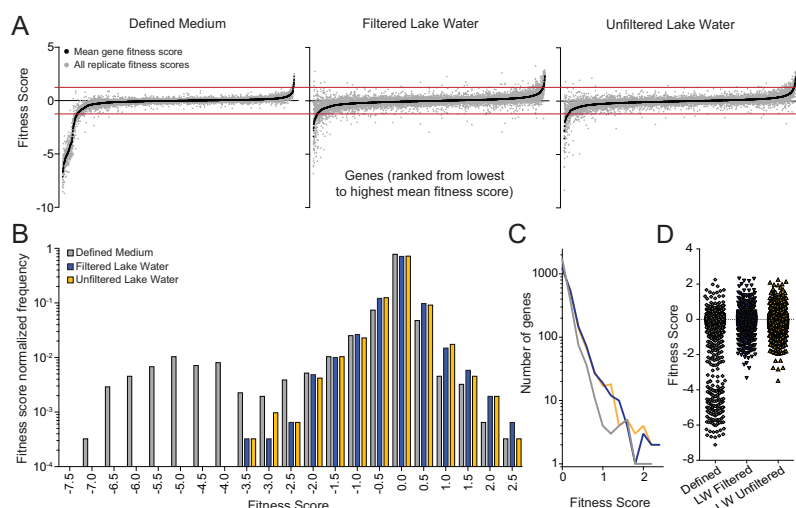 A
Defined Medium
Filtered Lake Water
Unfiltered Lake Water
Fitness Score
5
0
-5
-10
Mean gene fitness score
All replicate fitness scores
Genes (ranked from lowest
to highest mean fitness score)
B
Fitness score normalized frequency
1
10-1
10-2
10-3
10-4
Defined Medium
Filtered Lake Water
Unfiltered Lake Water
-7.5 -7.0 -6.5 -6.0 -5.5 -5.0 -4.5 -4.0 -3.5 -3.0 -2.5 -2.0 -1.5 -1.0 -0.5 0.0 0.5 1.0 1.5 2.0 2.5
Fitness Score
C
Number of genes
1000
100
10
1
0 1 2
Fitness Score
D
Fitness Score
4
2
0
-2
-4
-6
-8
Defined
LW Filtered
LW Unfiltered